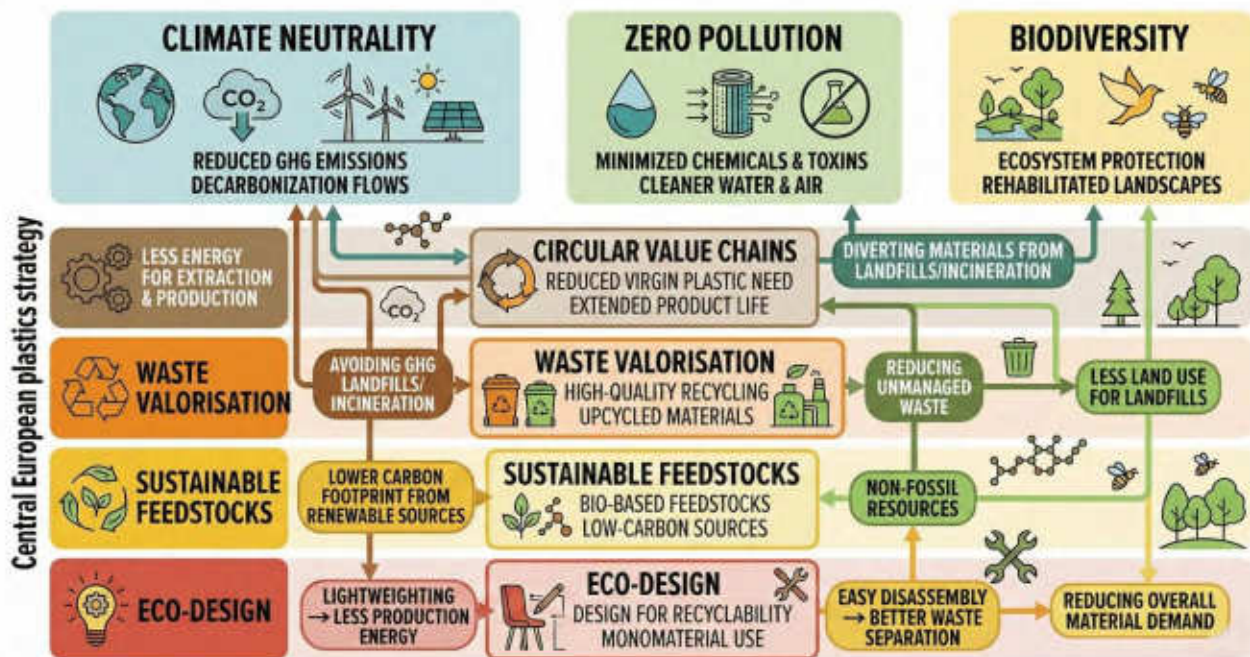 CLIMATE NEUTRALITY
CO₂
REDUCED GHG EMISSIONS
DECARBONIZATION FLOWS
ZERO POLLUTION
MINIMIZED CHEMICALS & TOXINS
CLEANER WATER & AIR
BIODIVERSITY
ECOSYSTEM PROTECTION
REHABILITATED LANDSCAPES
Central European plastics strategy
LESS ENERGY
FOR EXTRACTION
& PRODUCTION
CO₂
CIRCULAR VALUE CHAINS
REDUCED VIRGIN PLASTIC NEED
EXTENDED PRODUCT LIFE
DIVERTING MATERIALS FROM
LANDFILLS/INCINERATION
WASTE
VALORISATION
AVOIDING GHG
LANDFILLS/
INCINERATION
WASTE VALORISATION
HIGH-QUALITY RECYCLING
UPCYCLED MATERIALS
REDUCING
UNMANAGED
WASTE
LESS LAND USE
FOR LANDFILLS
SUSTAINABLE
FEEDSTOCKS
LOWER CARBON
FOOTPRINT FROM
RENEWABLE SOURCES
SUSTAINABLE FEEDSTOCKS
BIO-BASED FEEDSTOCKS
LOW-CARBON SOURCES
NON-FOSSIL
RESOURCES
ECO-DESIGN
LIGHTWEIGHTING
→ LESS PRODUCTION
ENERGY
ECO-DESIGN
DESIGN FOR RECYCLABILITY
MONOMATERIAL USE
EASY DISASSEMBLY
→ BETTER WASTE
SEPARATION
REDUCING OVERALL
MATERIAL DEMAND